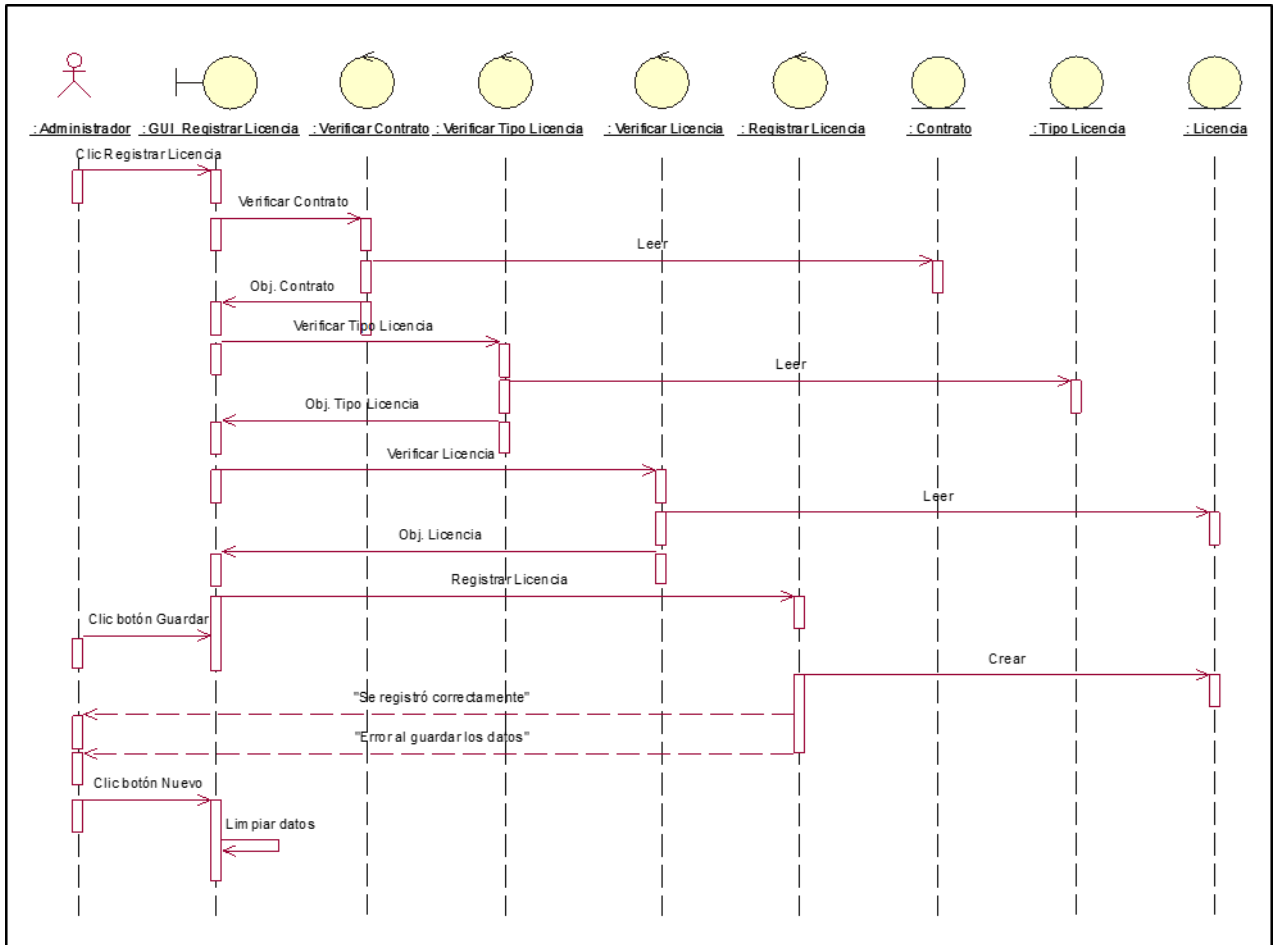 : Administrador
: GUI_Registrar Licencia
: Verificar Contrato
: Verificar Tipo Licencia
: Verificar Licencia
: Registrar Licencia
: Contrato
: Tipo Licencia
: Licencia
Clic Registrar Licencia
Verificar Contrato
Leer
Obj. Contrato
Verificar Tipo Licencia
Leer
Obj. Tipo Licencia
Verificar Licencia
Leer
Obj. Licencia
Registrar Licencia
Clic botón Guardar
Crear
"Se registró correctamente"
"Error al guardar los datos"
Clic botón Nuevo
Limpiar datos